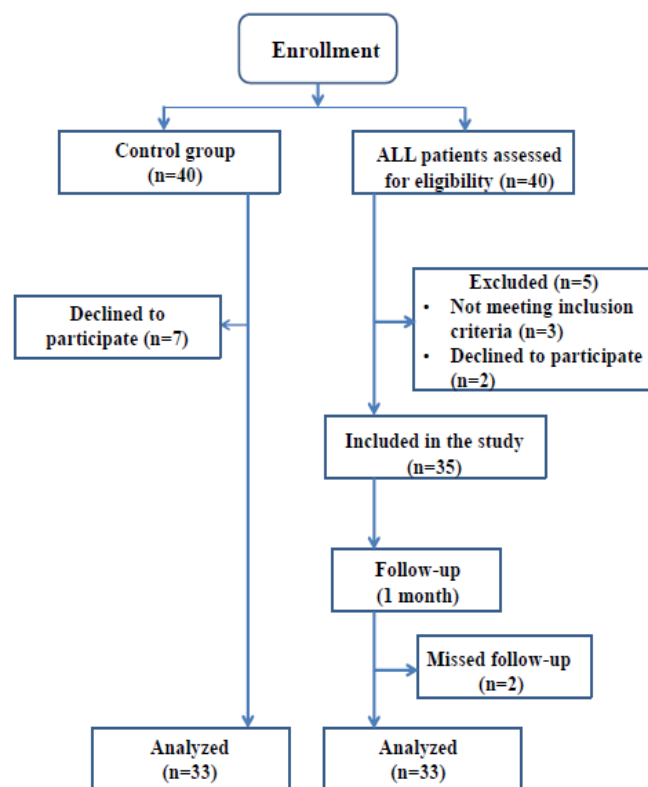 Enrollment
Control group
(n=40)
ALL patients assessed
for eligibility (n=40)
Declined to
participate (n=7)
Excluded (n=5)
• Not meeting inclusion
criteria (n=3)
• Declined to participate
(n=2)
Included in the study
(n=35)
Follow-up
(1 month)
Missed follow-up
(n=2)
Analyzed
(n=33)
Analyzed
(n=33)